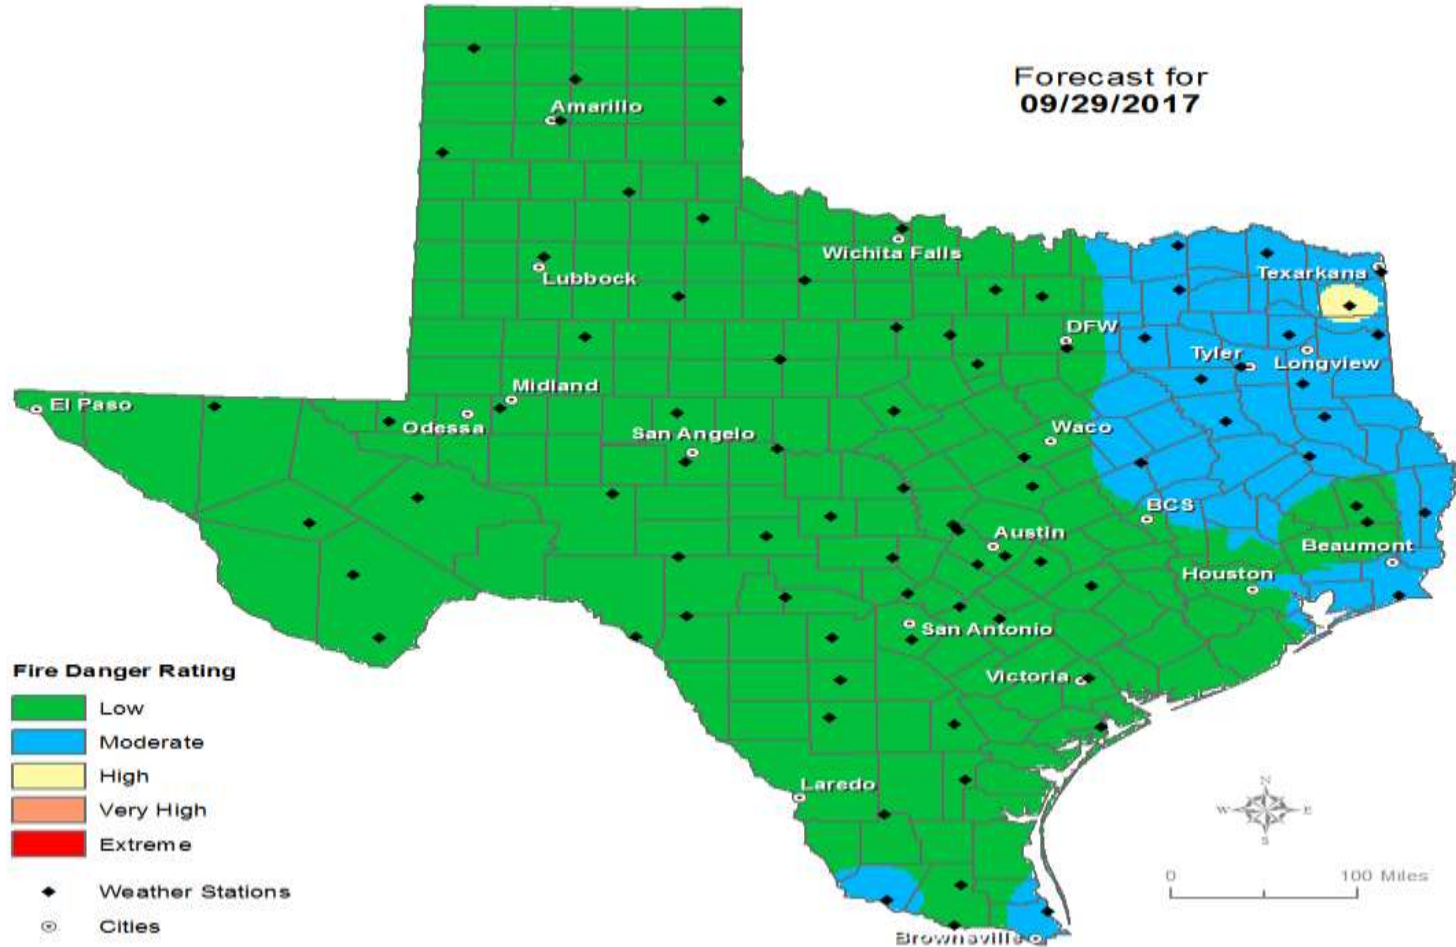 Forecast for
09/29/2017
Amarillo
Wichita Falls
Lubbock
Texarkana
DFW
Tyler
Longview
Midland
El Paso
Odessa
San Angelo
Waco
BCS
Austin
Beaumont
Houston
San Antonio
Victoria
Laredo
Brownsville
Fire Danger Rating
Low
Moderate
High
Very High
Extreme
Weather Stations
Cities
N
W
E
S
0
100 Miles